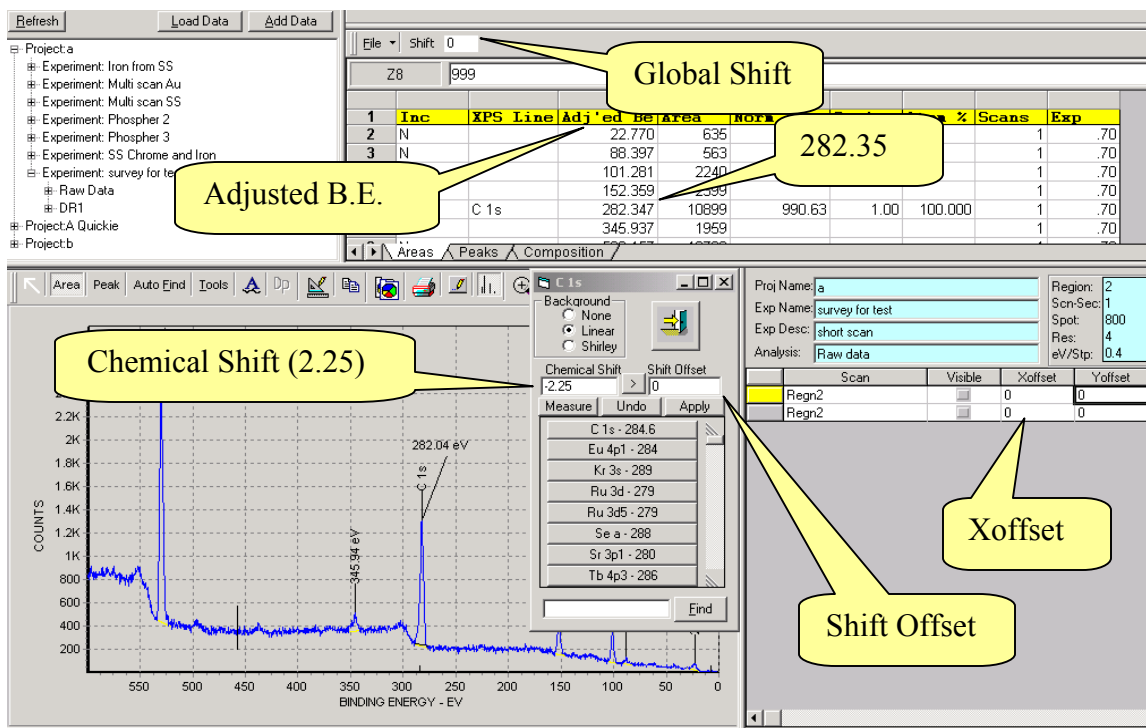 Refresh Load Data Add Data
Project:a
Experiment: Iron from SS
Experiment: Multi scan Au
Experiment: Multi scan SS
Experiment: Phospher 2
Experiment: Phospher 3
Experiment: SS Chrome and Iron
Experiment: survey for tes
Raw Data
DR1
Project:A Quickie
Project:b
File Shift 0
Global Shift
Z8 999
1 Inc XPS Line Adj'ed Be Area % Scans Exp
2 N 22.770 635 1 .70
3 N 88.397 563 1 .70
101.281 2240 1 .70
152.359 2399 1 .70
C 1s 282.347 10899 990.63 1.00 100.000 1 .70
345.937 1959 1 .70
Adjusted B.E.
282.35
Areas Peaks Composition
Area Peak Auto Find Tools Dp
Chemical Shift (2.25)
C 1s
Background
None
Linear
Shirley
Chemical Shift Shift Offset
-2.25 > 0
Measure Undo Apply
C 1s - 284.6
Eu 4p1 - 284
Kr 3s - 289
Ru 3d - 279
Ru 3d5 - 279
Se a - 288
Sr 3p1 - 280
Tb 4p3 - 286
Find
Proj Name: a
Exp Name: survey for test
Exp Desc: short scan
Analysis: Raw data
Region: 2
Scn-Sec: 1
Spot: 800
Res: 4
eV/Stp: 0.4
Scan Visible Xoffset Yoffset
Regn2 0 0
Regn2 0 0
Xoffset
Shift Offset
COUNTS
2.2K
1.8K
1.6K
1.4K
1.2K
1K
800
600
400
200
345.94 eV
C 1s
282.04 eV
550 500 450 400 350 300 250 200 150 100 50 0
BINDING ENERGY - EV